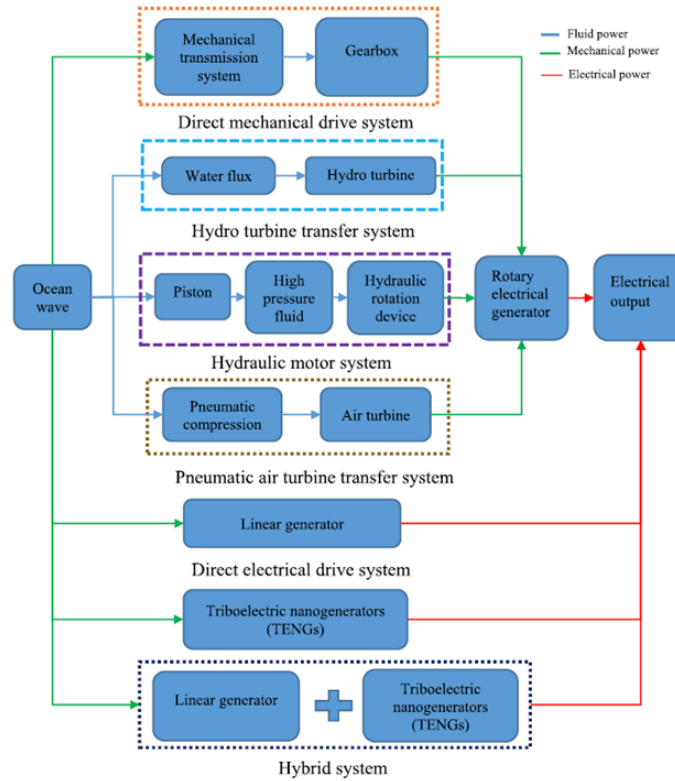 Fluid power
Mechanical power
Electrical power
Mechanical
transmission
system
Gearbox
Direct mechanical drive system
Water flux
Hydro turbine
Hydro turbine transfer system
Ocean
wave
Piston
High
pressure
fluid
Hydraulic
rotation
device
Rotary
electrical
generator
Electrical
output
Hydraulic motor system
Pneumatic
compression
Air turbine
Pneumatic air turbine transfer system
Linear generator
Direct electrical drive system
Triboelectric nanogenerators
(TENGs)
Linear generator
Triboelectric
nanogenerators
(TENGs)
Hybrid system